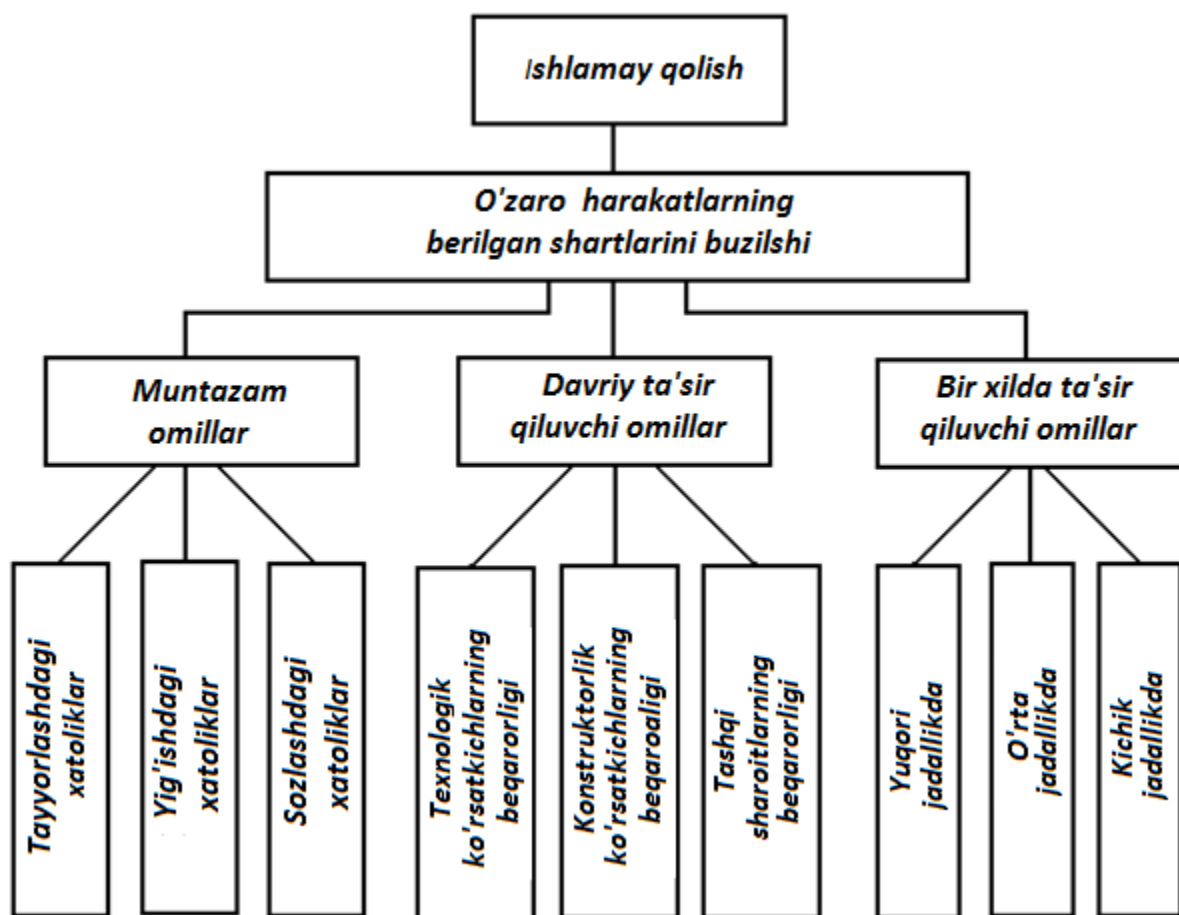 Ishlamay qolish
O'zaro harakatlarning
berilgan shartlarini buzilshi
Muntazam
omillar
Davriy ta'sir
qiluvchi omillar
Bir xilda ta'sir
qiluvchi omillar
Tayyorlashdagi
xatoliklar
Yig'ishdagi
xatoliklar
Sozlashdagi
xatoliklar
Texnologik
ko'rsatkichlarning
beqarorligi
Konstruktorlik
ko'rsatkichlarning
beqaroaligi
Tashqi
sharoitlarning
beqarorligi
Yuqori
jadallikda
O'rta
jadallikda
Kichik
jadallikda